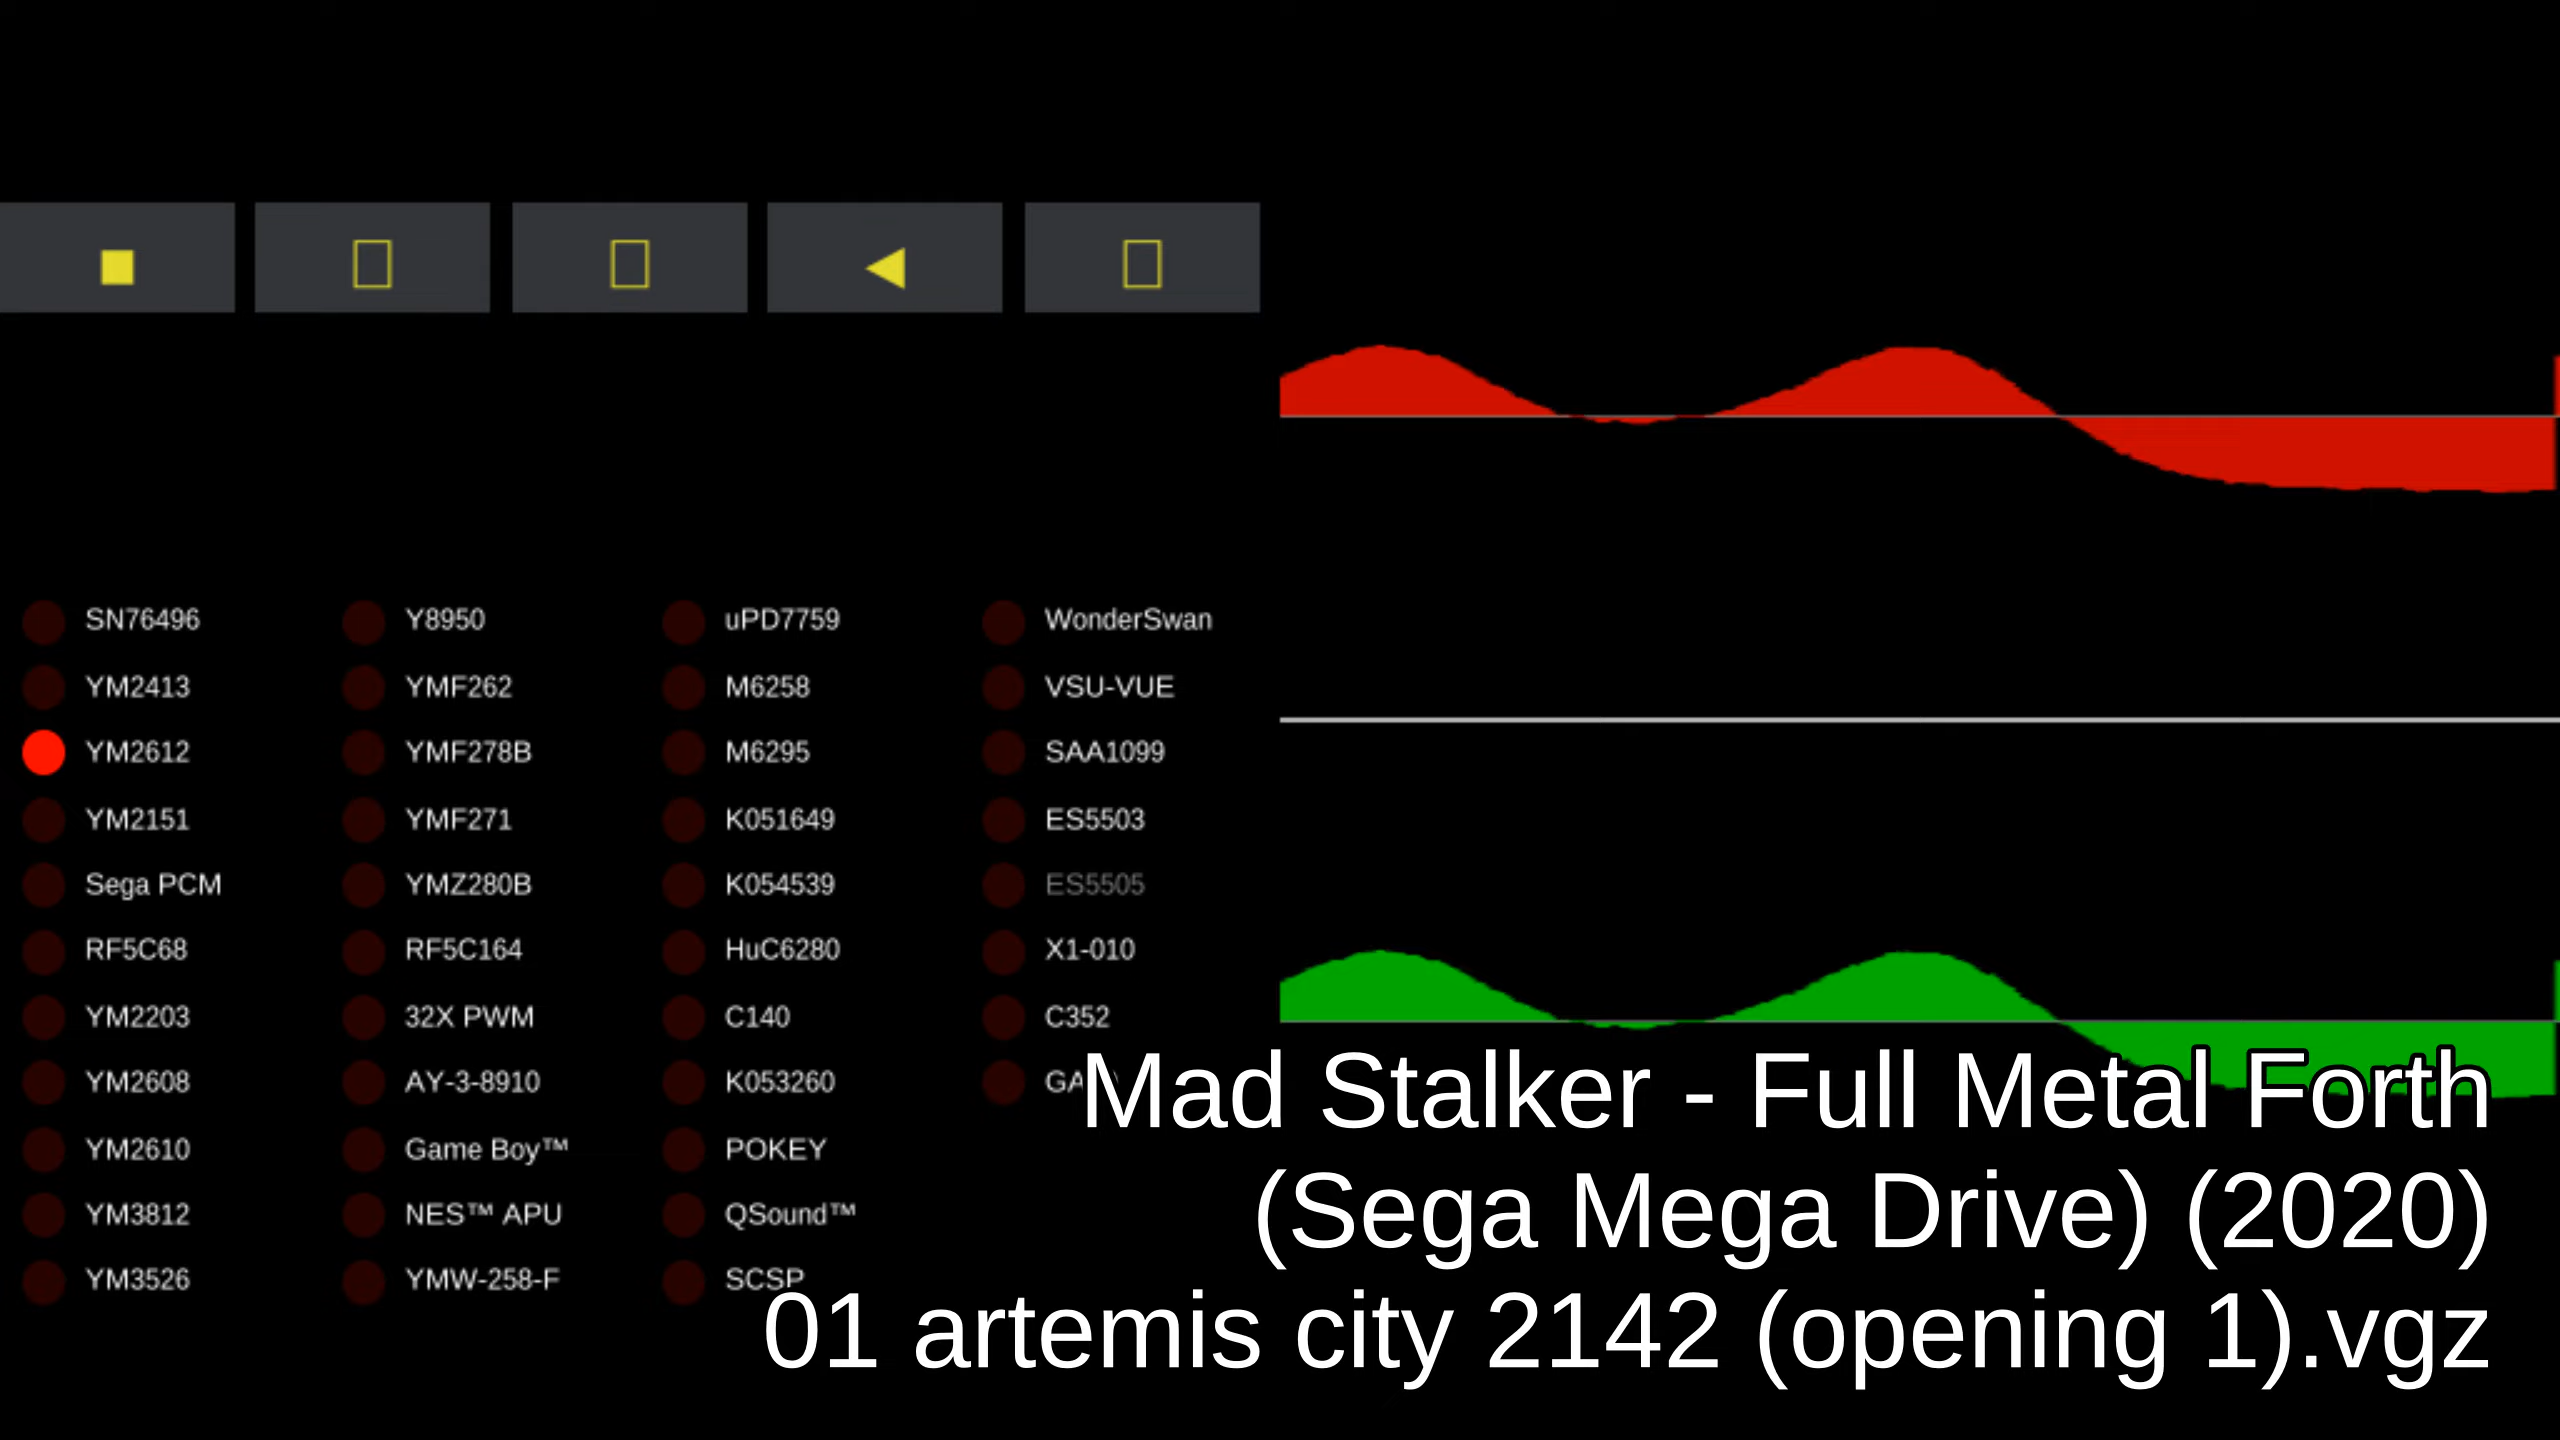 SN76496
YM2413
YM2612
YM2151
Sega PCM
RF5C68
YM2203
YM2608
YM2610
YM3812
YM3526
Y8950
YMF262
YMF278B
YMF271
YMZ280B
RF5C164
32X PWM
AY-3-8910
Game Boy™
NES™ APU
YMW-258-F
uPD7759
M6258
M6295
K051649
K054539
HuC6280
C140
K053260
POKEY
QSound™
SCSP
WonderSwan
VSU-VUE
SAA1099
ES5503
ES5505
X1-010
C352
Mad Stalker - Full Metal Forth
(Sega Mega Drive) (2020)
01 artemis city 2142 (opening 1).vgz